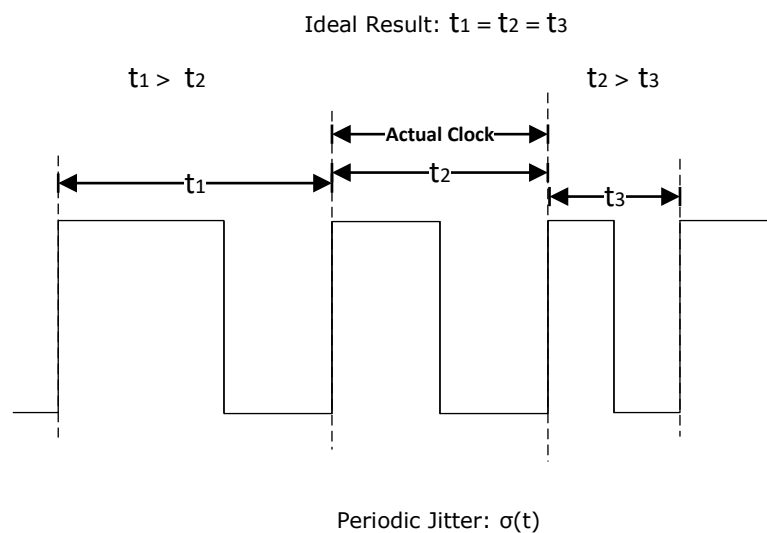 Ideal Result: t1 = t2 = t3
t1 > t2
t2 > t3
Actual Clock
t1
t2
t3
Periodic Jitter: σ(t)